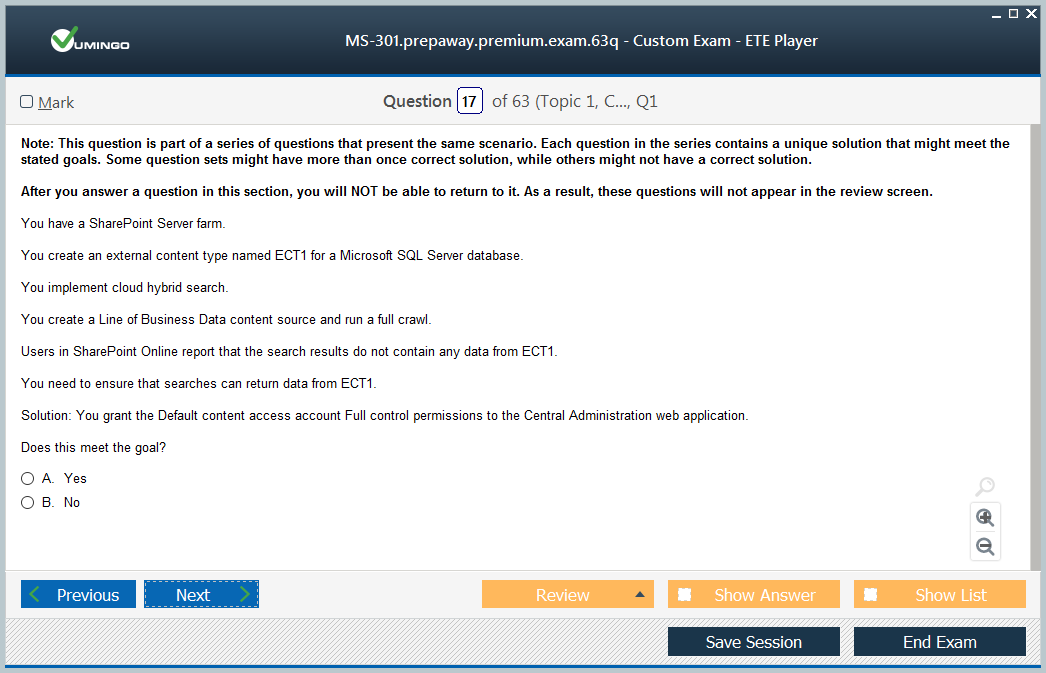 VUMINGO
MS-301.prepaway.premium.exam.63q - Custom Exam - ETE Player
Mark
Question 17 of 63 (Topic 1, C..., Q1
Note: This question is part of a series of questions that present the same scenario. Each question in the series contains a unique solution that might meet the
stated goals. Some question sets might have more than once correct solution, while others might not have a correct solution.
After you answer a question in this section, you will NOT be able to return to it. As a result, these questions will not appear in the review screen.
You have a SharePoint Server farm.
You create an external content type named ECT1 for a Microsoft SQL Server database.
You implement cloud hybrid search.
You create a Line of Business Data content source and run a full crawl.
Users in SharePoint Online report that the search results do not contain any data from ECT1.
You need to ensure that searches can return data from ECT1.
Solution: You grant the Default content access account Full control permissions to the Central Administration web application.
Does this meet the goal?
A. Yes
B. No
Previous Next Review Show Answer Show List
Save Session End Exam